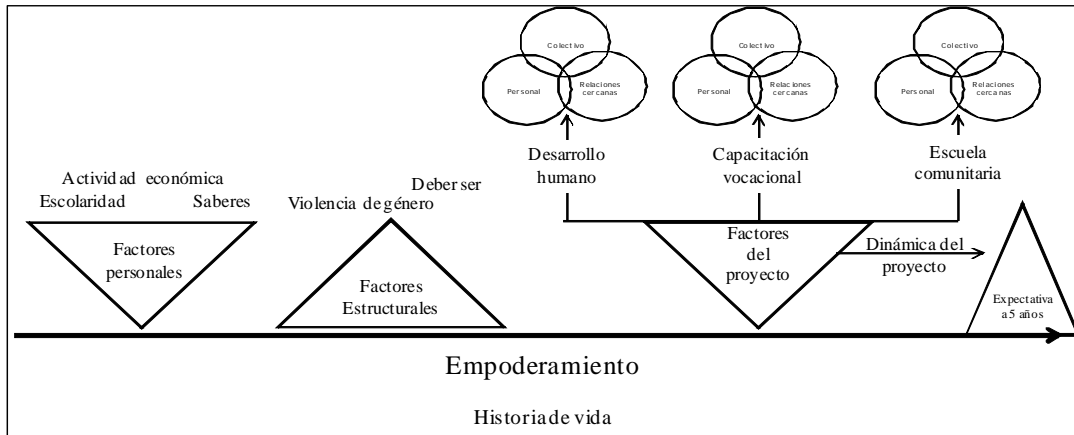 Colectivo
Personal
Relaciones
cercanas
Colectivo
Personal
Relaciones
cercanas
Colectivo
Personal
Relaciones
cercanas
Desarrollo
humano
Capacitación
vocacional
Escuela
comunitaria
Actividad económica
Escolaridad
Saberes
Deber ser
Violencia de género
Factores
personales
Factores
Estructurales
Factores
del
proyecto
Dinámica del
proyecto
Expectativa
a 5 años
Empoderamiento
Historia de vida